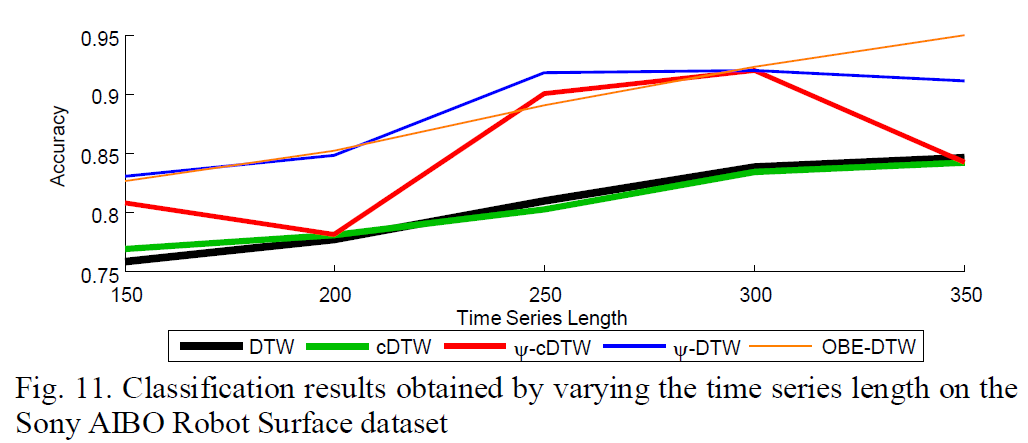 0.95
0.9
0.85
0.8
0.75
Accuracy
150 200 250 300 350
Time Series Length
DTW cDTW ψ-cDTW ψ-DTW OBE-DTW
Fig. 11. Classification results obtained by varying the time series length on the
Sony AIBO Robot Surface dataset